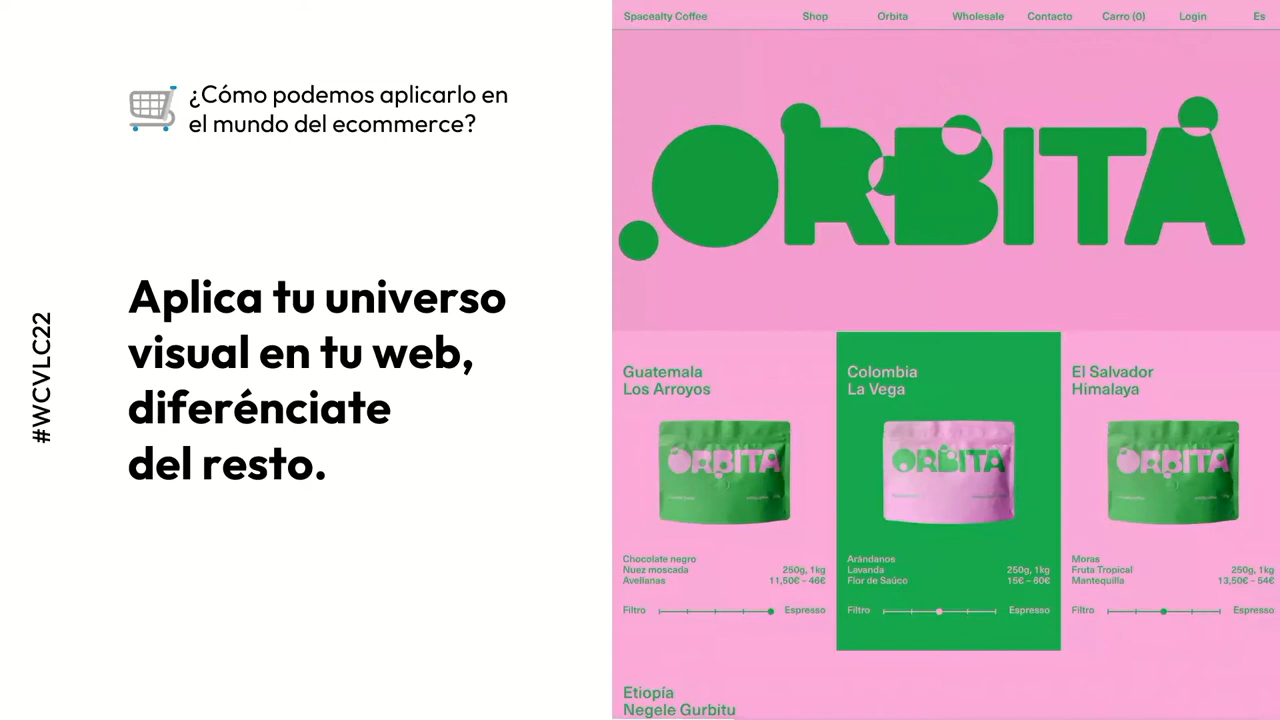 #WCVLC22
¿Cómo podemos aplicarlo en
el mundo del ecommerce?
Aplica tu universo
visual en tu web,
diferénciate
del resto.
Spacealty Coffee Shop Orbita Wholesale Contacto Carro (0) Login Es
ORBITA
Guatemala
Los Arroyos
ORBITA
Chocolate negro
Nuez moscada 250g, 1kg
Avellanas 11,50€ – 46€
Filtro Espresso
Colombia
La Vega
ORBITA
Arándanos
Lavanda 250g, 1kg
Flor de Saúco 15€ – 60€
Filtro Espresso
El Salvador
Himalaya
ORBITA
Moras
Fruta Tropical 250g, 1kg
Mantequilla 13,50€ – 54€
Filtro Espresso
Etiopía
Negele Gurbitu